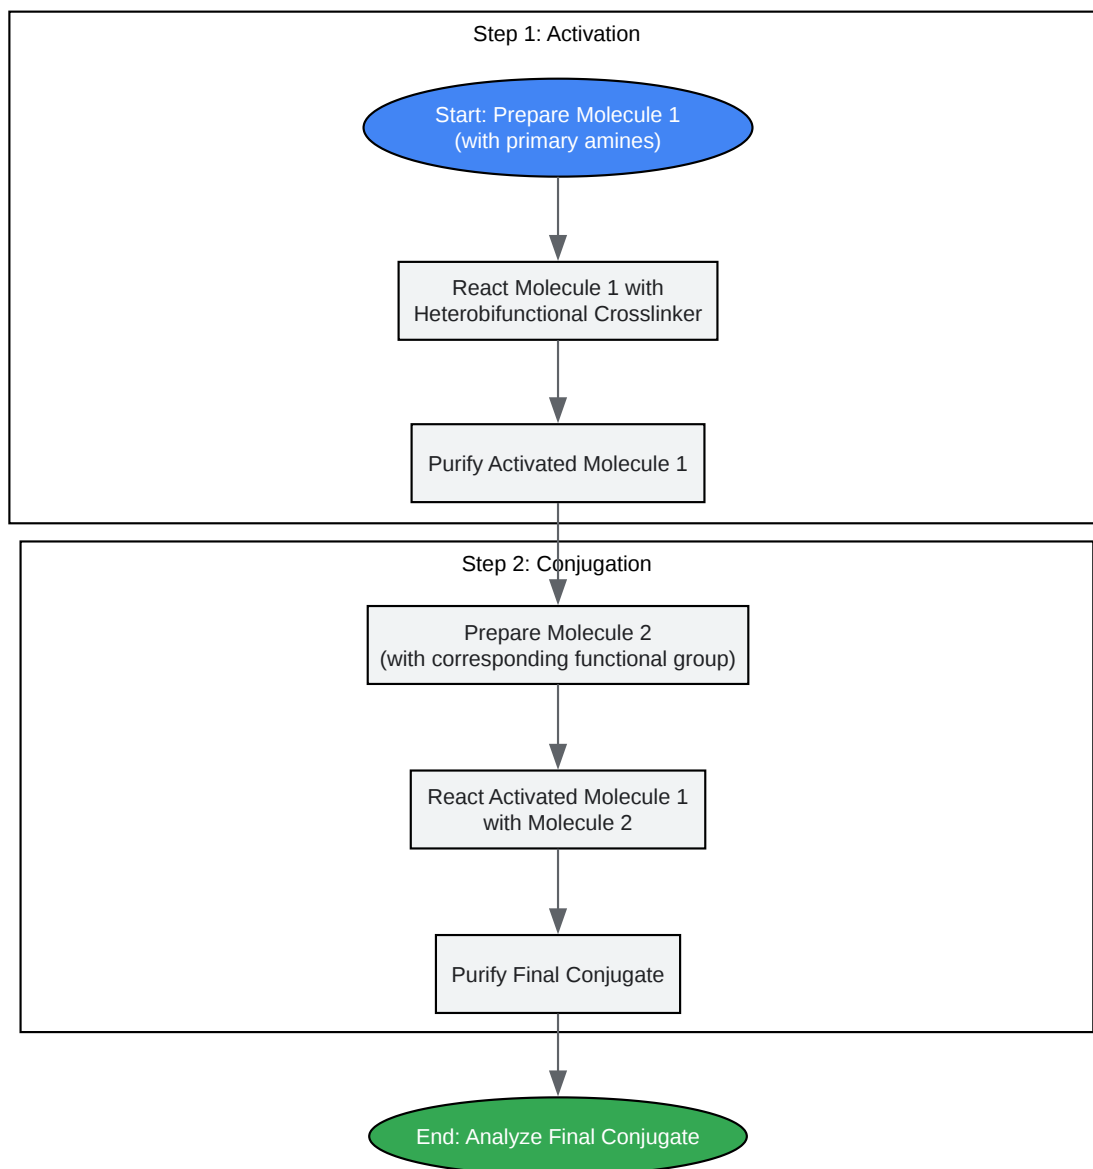 Step 1: Activation
Start: Prepare Molecule 1
(with primary amines)
React Molecule 1 with
Heterobifunctional Crosslinker
Purify Activated Molecule 1
Step 2: Conjugation
Prepare Molecule 2
(with corresponding functional group)
React Activated Molecule 1
with Molecule 2
Purify Final Conjugate
End: Analyze Final Conjugate